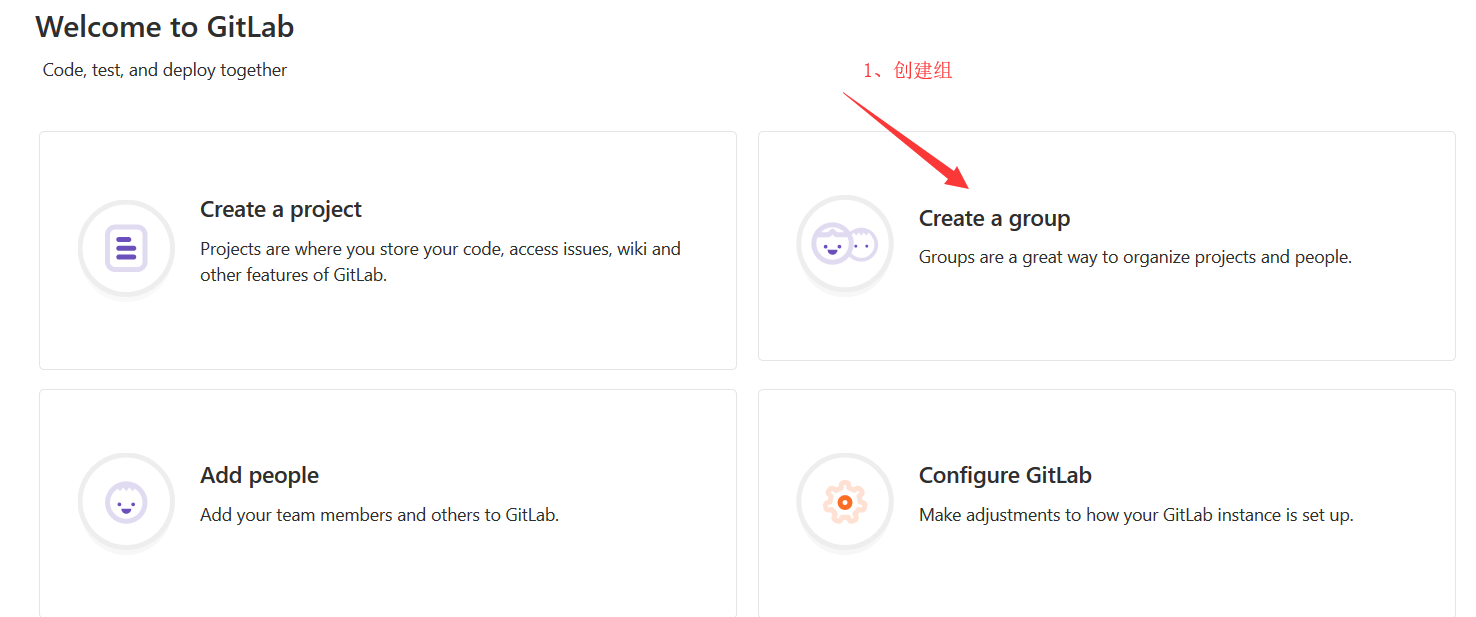 Welcome to GitLab
Code, test, and deploy together
1、创建组
Create a project
Projects are where you store your code, access issues, wiki and
other features of GitLab.
Create a group
Groups are a great way to organize projects and people.
Add people
Add your team members and others to GitLab.
Configure GitLab
Make adjustments to how your GitLab instance is set up.